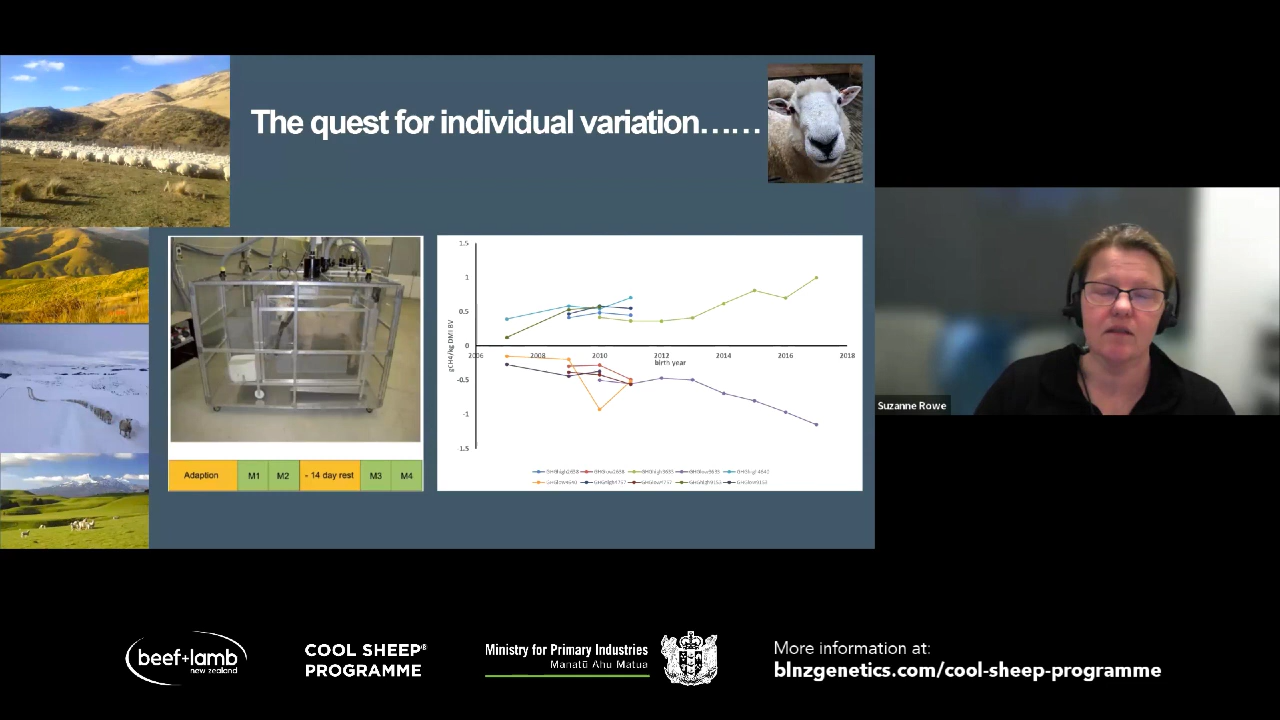 The quest for individual variation……
Adaption
M1
M2
- 14 day rest
M3
M4
1.5
1
0.5
0
-0.5
-1
1.5
gCH4/kg DMI BV
2006
2008
2010
2012
2014
2016
2018
birth year
Suzanne Rowe
beef+lamb
new zealand
COOL SHEEP®
PROGRAMME
Ministry for Primary Industries
Manatū Ahu Matua
More information at:
blnzgenetics.com/cool-sheep-programme